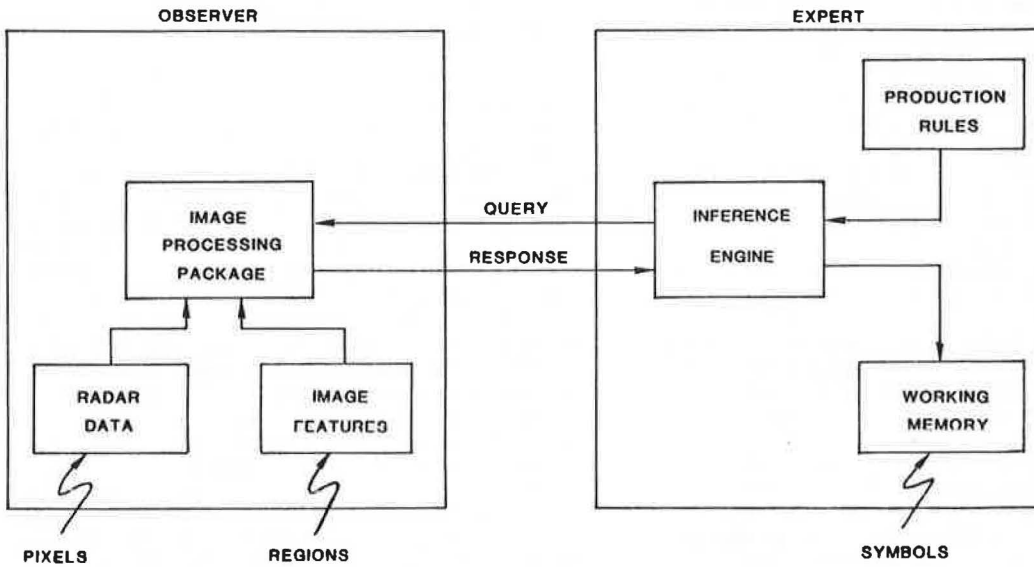 OBSERVER
EXPERT
PRODUCTION
RULES
IMAGE
PROCESSING
PACKAGE
QUERY
RESPONSE
INFERENCE
ENGINE
RADAR
DATA
IMAGE
FEATURES
WORKING
MEMORY
PIXELS
REGIONS
SYMBOLS